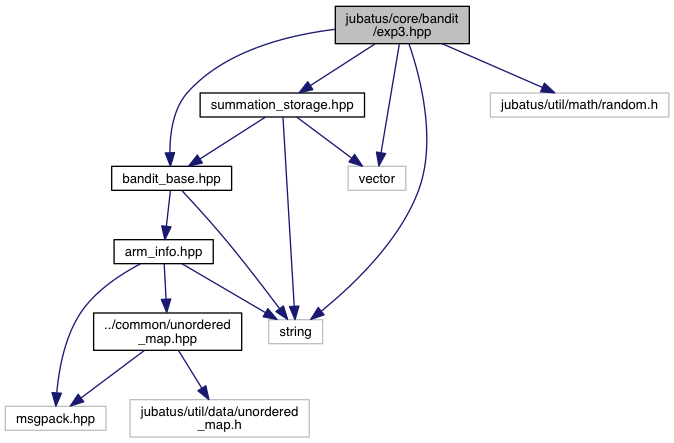 jubatus/core/bandit
/exp3.hpp
summation_storage.hpp
jubatus/util/math/random.h
bandit_base.hpp
vector
arm_info.hpp
../common/unordered
_map.hpp
string
msgpack.hpp
jubatus/util/data/unordered
_map.h